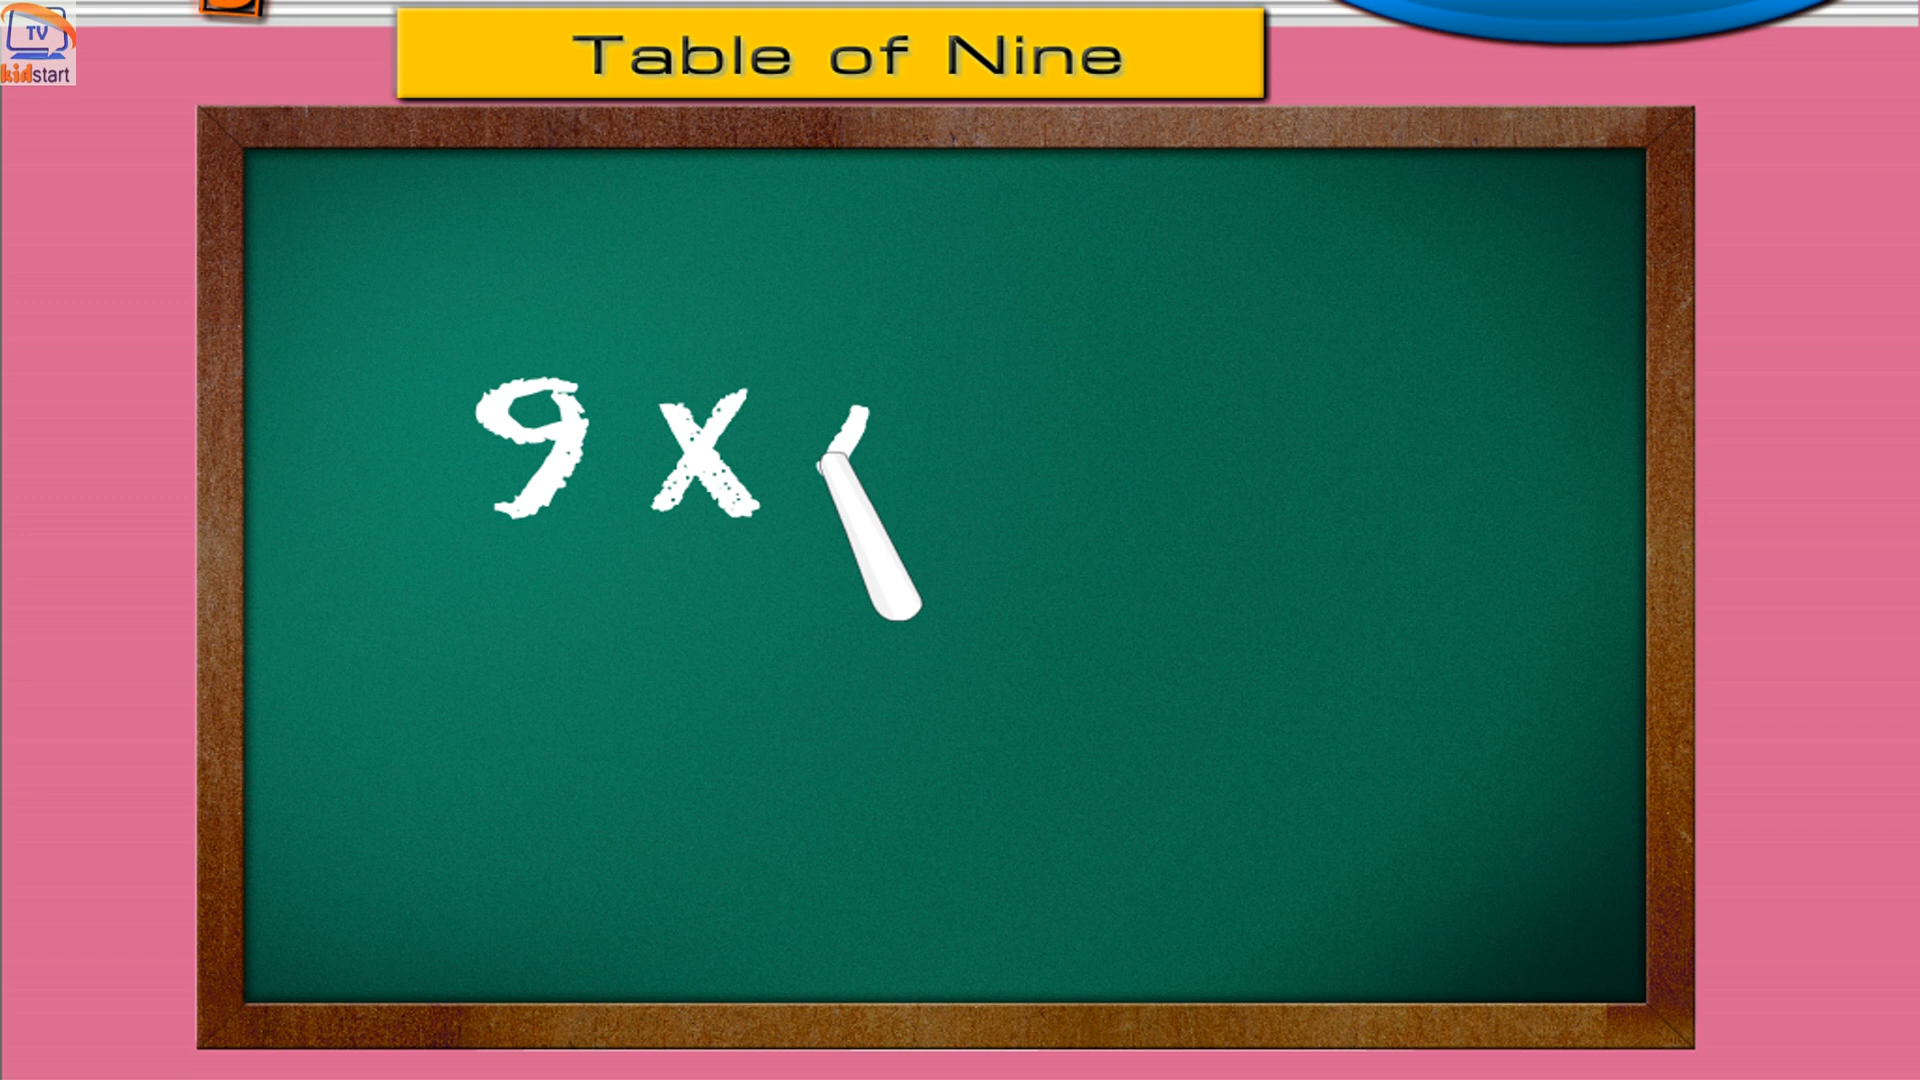 TV
kidstart
Table of Nine
9 x